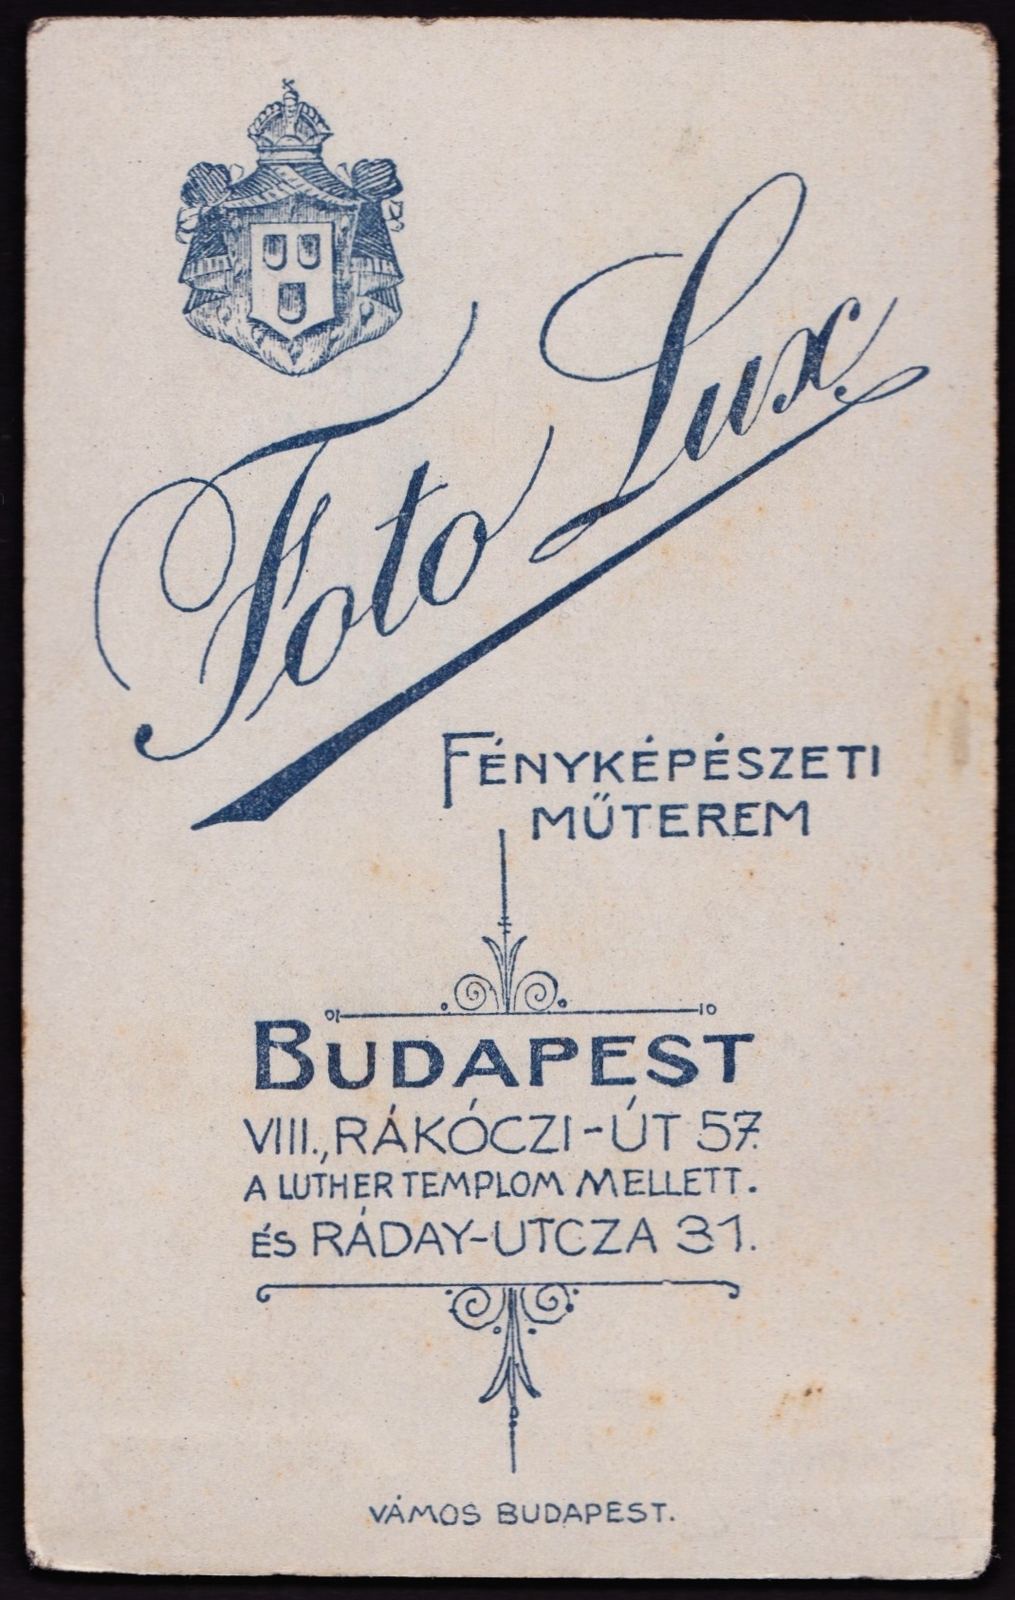 Foto Lux
FÉNYKÉPÉSZETI
MŰTEREM
BUDAPEST
VIII., RÁKÓCZI-ÚT 57.
A LUTHER TEMPLOM MELLETT.
ÉS RÁDAY-UTCZA 31.
VÁMOS BUDAPEST.